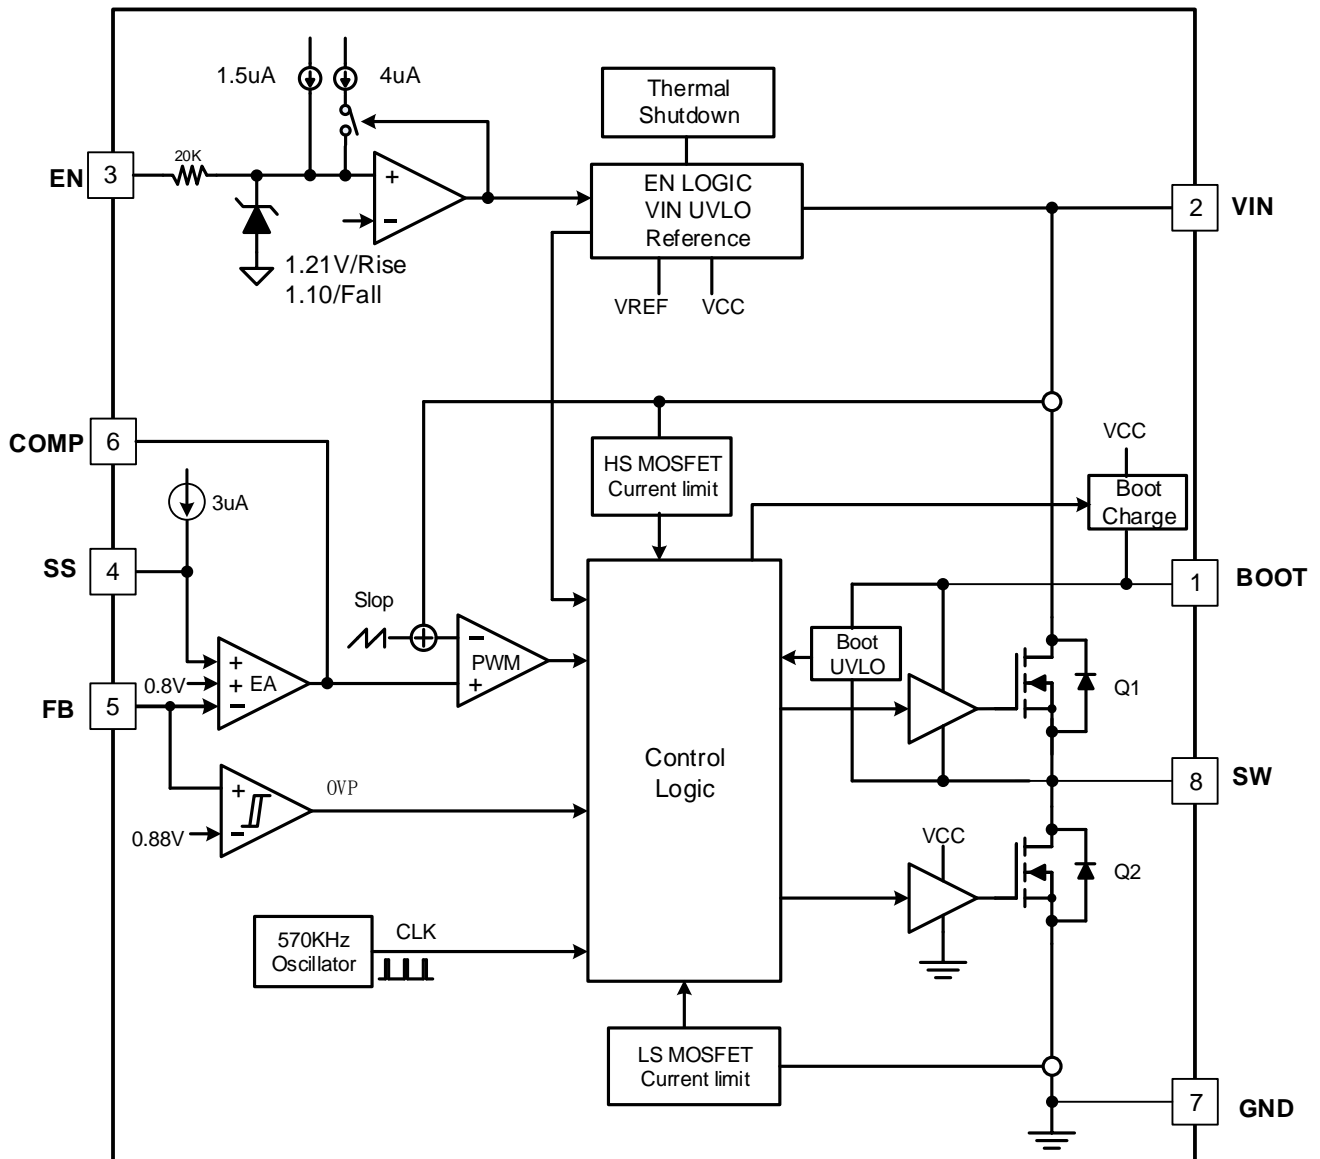 1.5uA
4uA
Thermal
Shutdown
EN
3
20K
+
−
EN LOGIC
VIN UVLO
Reference
2
VIN
1.21V/Rise
1.10/Fall
VREF
VCC
COMP
6
3uA
HS MOSFET
Current limit
VCC
Boot
Charge
SS
4
1
BOOT
Slop
−
PWM
+
Boot
UVLO
+
0.8V
+
EA
−
FB
5
Q1
Control
Logic
8
SW
+
OVP
0.88V
−
VCC
Q2
570KHz
Oscillator
CLK
LS MOSFET
Current limit
7
GND